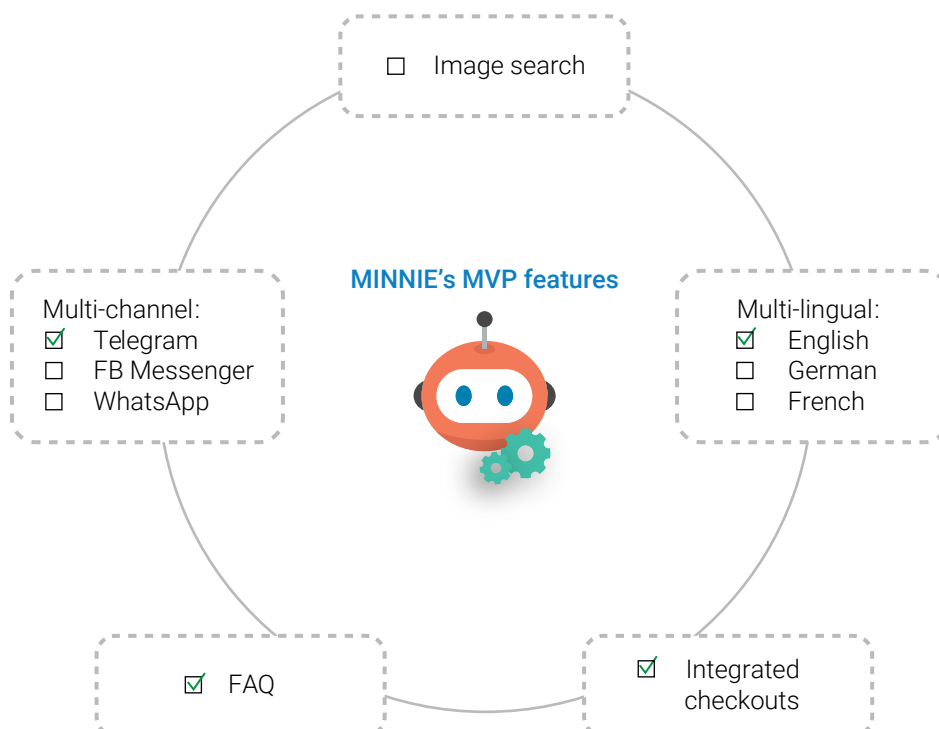 Image search
MINNIE’s MVP features
Multi-channel:
Telegram
FB Messenger
WhatsApp
Multi-lingual:
English
German
French
FAQ
Integrated
checkouts